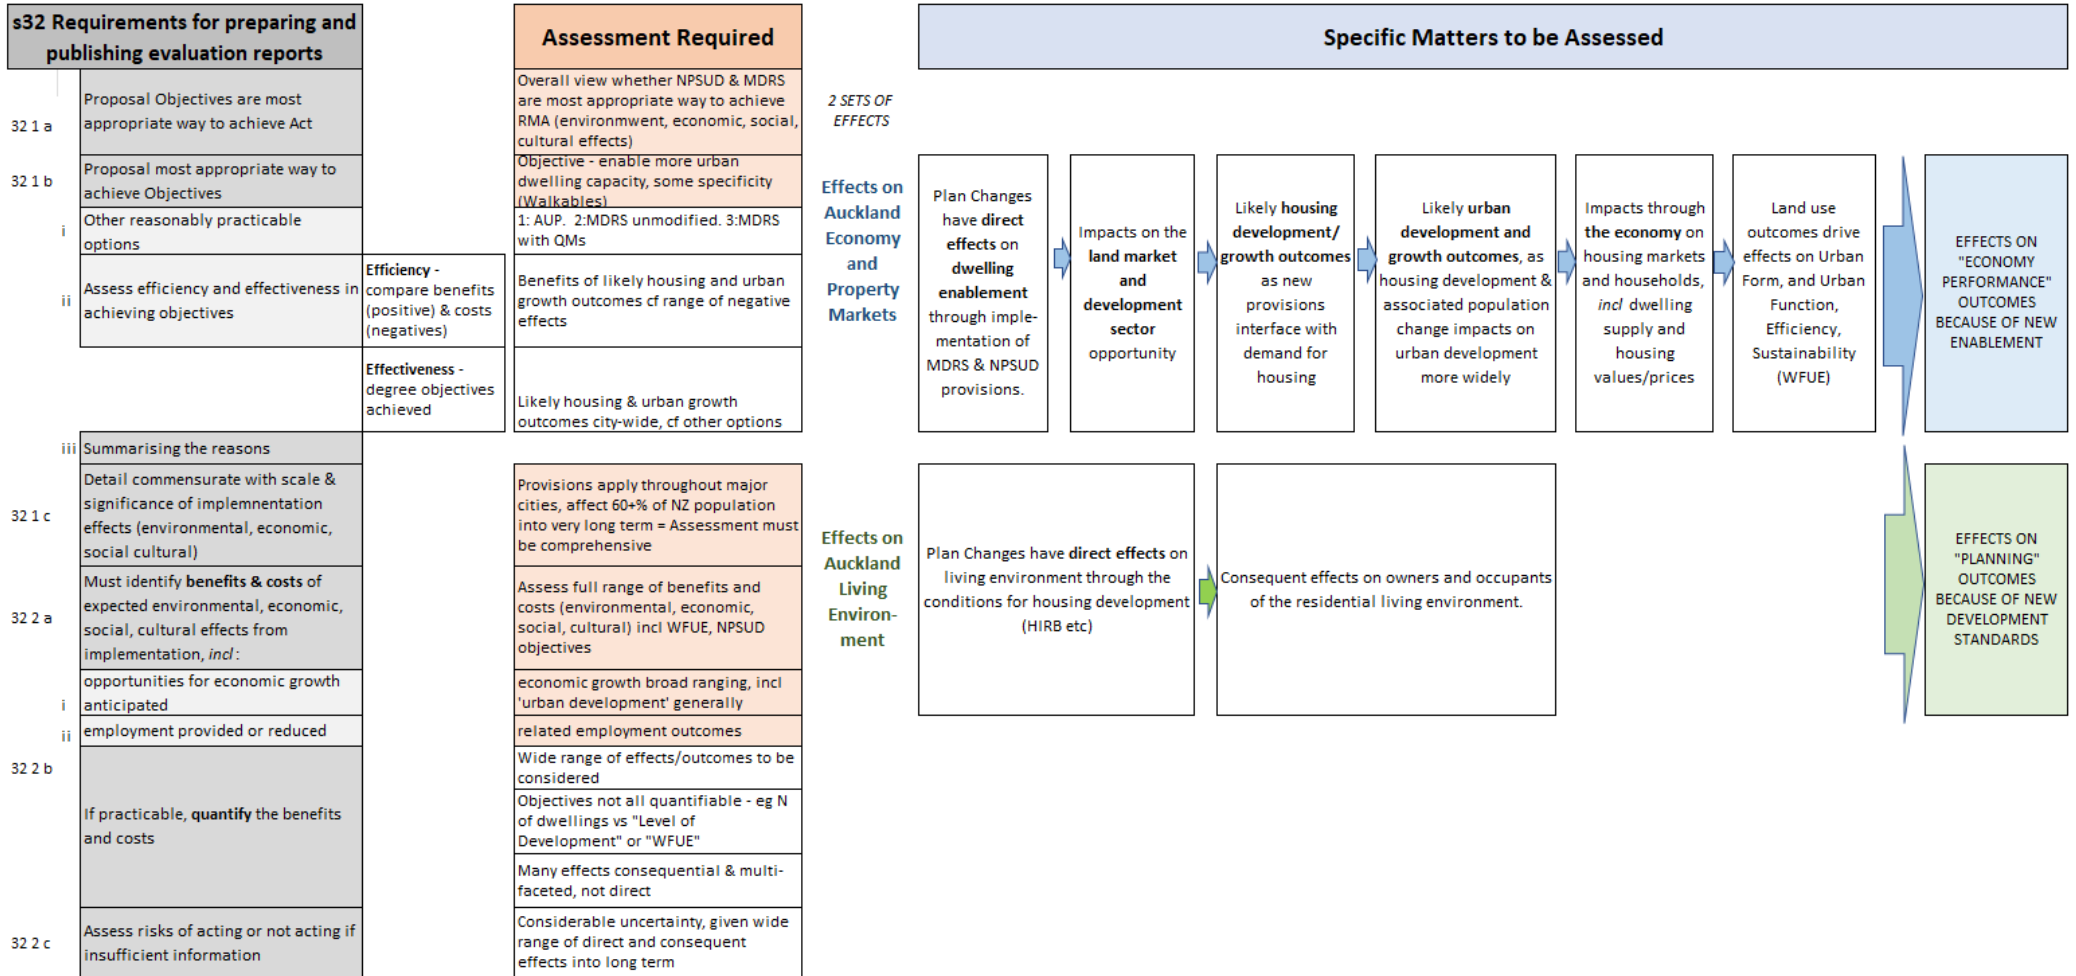 s32 Requirements for preparing and
publishing evaluation reports
Assessment Required
Specific Matters to be Assessed
32 1 a
Proposal Objectives are most
appropriate way to achieve Act
Overall view whether NPSUD & MDRS
are most appropriate way to achieve
RMA (environmwent, economic, social,
cultural effects)
2 SETS OF
EFFECTS
32 1 b
Proposal most appropriate way to
achieve Objectives
Objective - enable more urban
dwelling capacity, some specificity
(Walkables)
i
Other reasonably practicable
options
1: AUP. 2:MDRS unmodified. 3:MDRS
with QMs
ii
Assess efficiency and effectiveness in
achieving objectives
Efficiency -
compare benefits
(positive) & costs
(negatives)
Benefits of likely housing and urban
growth outcomes cf range of negative
effects
Effectiveness -
degree objectives
achieved
Likely housing & urban growth
outcomes city-wide, cf other options
Effects on
Auckland
Economy
and
Property
Markets
Plan Changes
have direct
effects on
dwelling
enablement
through imple-
mentation of
MDRS & NPSUD
provisions.
Impacts on the
land market
and
development
sector
opportunity
Likely housing
development/
growth outcomes
as new
provisions
interface with
demand for
housing
Likely urban
development and
growth outcomes, as
housing development &
associated population
change impacts on
urban development
more widely
Impacts through
the economy on
housing markets
and households,
incl dwelling
supply and
housing
values/prices
Land use
outcomes drive
effects on Urban
Form, and Urban
Function,
Efficiency,
Sustainability
(WFUE)
EFFECTS ON
"ECONOMY
PERFORMANCE"
OUTCOMES
BECAUSE OF NEW
ENABLEMENT
iii
Summarising the reasons
32 1 c
Detail commensurate with scale &
significance of implemnentation
effects (environmental, economic,
social cultural)
Provisions apply throughout major
cities, affect 60+% of NZ population
into very long term = Assessment must
be comprehensive
32 2 a
Must identify benefits & costs of
expected environmental, economic,
social, cultural effects from
implementation, incl :
Assess full range of benefits and
costs (environmental, economic,
social, cultural) incl WFUE, NPSUD
objectives
Effects on
Auckland
Living
Environ-
ment
Plan Changes have direct effects on
living environment through the
conditions for housing development
(HIRB etc)
Consequent effects on owners and occupants
of the residential living environment.
EFFECTS ON
"PLANNING"
OUTCOMES
BECAUSE OF NEW
DEVELOPMENT
STANDARDS
i
opportunities for economic growth
anticipated
economic growth broad ranging, incl
'urban development' generally
ii
employment provided or reduced
related employment outcomes
32 2 b
If practicable, quantify the benefits
and costs
Wide range of effects/outcomes to be
considered
Objectives not all quantifiable - eg N
of dwellings vs "Level of
Development" or "WFUE"
Many effects consequential & multi-
faceted, not direct
32 2 c
Assess risks of acting or not acting if
insufficient information
Considerable uncertainty, given wide
range of direct and consequent
effects into long term